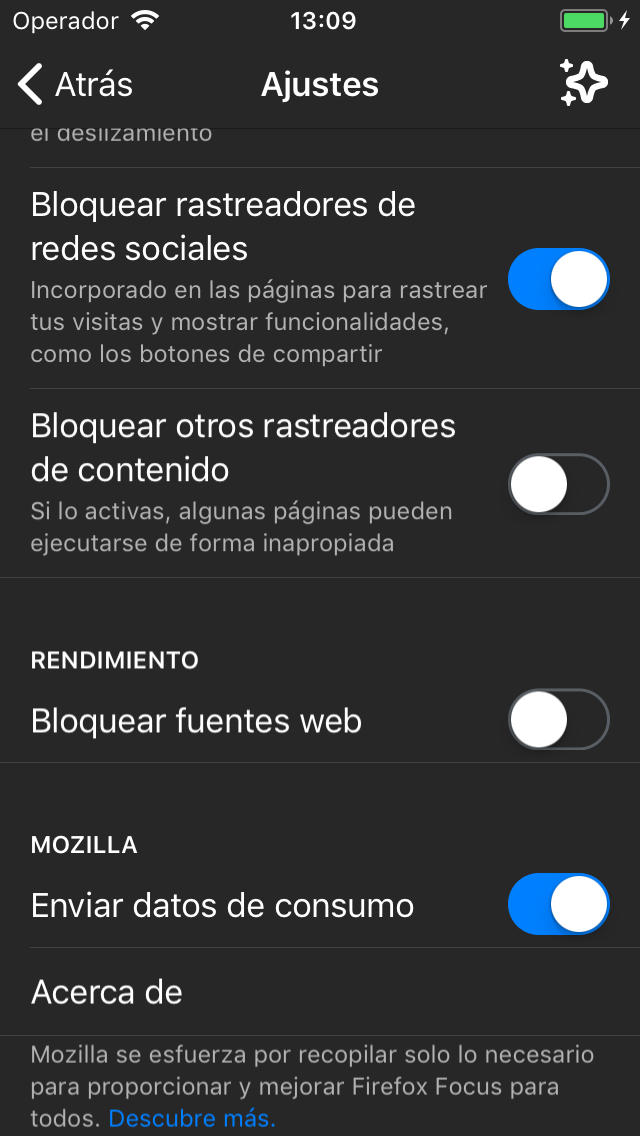 Operador
13:09
Atrás
Ajustes
el deslizamiento
Bloquear rastreadores de
redes sociales
Incorporado en las páginas para rastrear
tus visitas y mostrar funcionalidades,
como los botones de compartir
Bloquear otros rastreadores
de contenido
Si lo activas, algunas páginas pueden
ejecutarse de forma inapropiada
RENDIMIENTO
Bloquear fuentes web
MOZILLA
Enviar datos de consumo
Acerca de
Mozilla se esfuerza por recopilar solo lo necesario
para proporcionar y mejorar Firefox Focus para
todos. Descubre más.